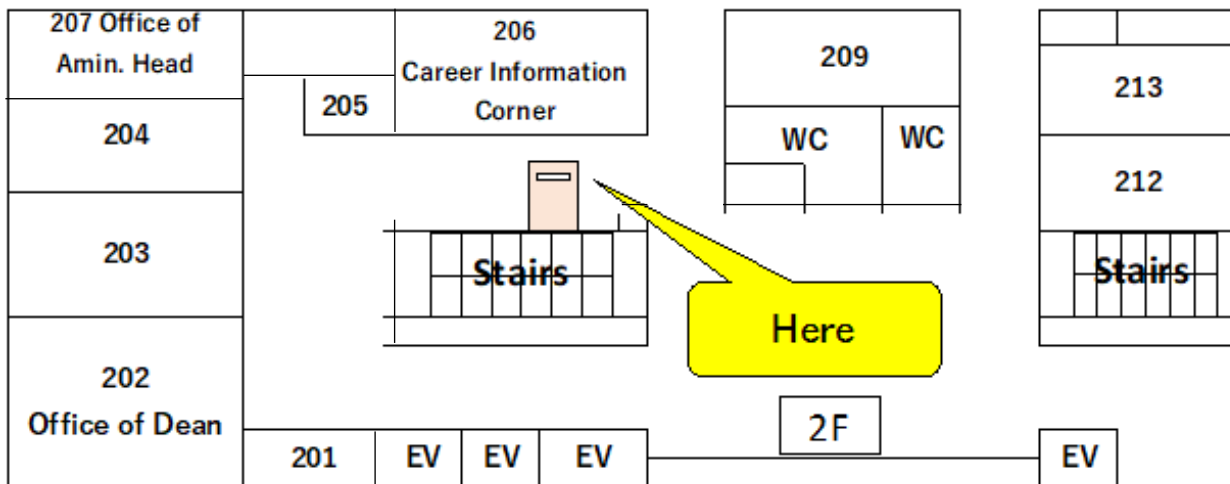 207 Office of
Amin. Head
206
Career Information
Corner
209
213
205
204
WC
WC
212
203
Stairs
Stairs
Here
202
Office of Dean
2F
201
EV
EV
EV
EV